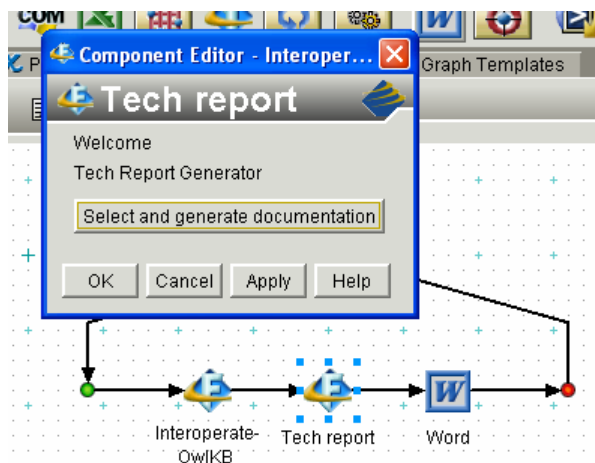 COM
W
Component Editor - Interoper...
P
Graph Templates
Tech report
Welcome
Tech Report Generator
Select and generate documentation
OK Cancel Apply Help
W
Interoperate-
OwlKB
Tech report
Word